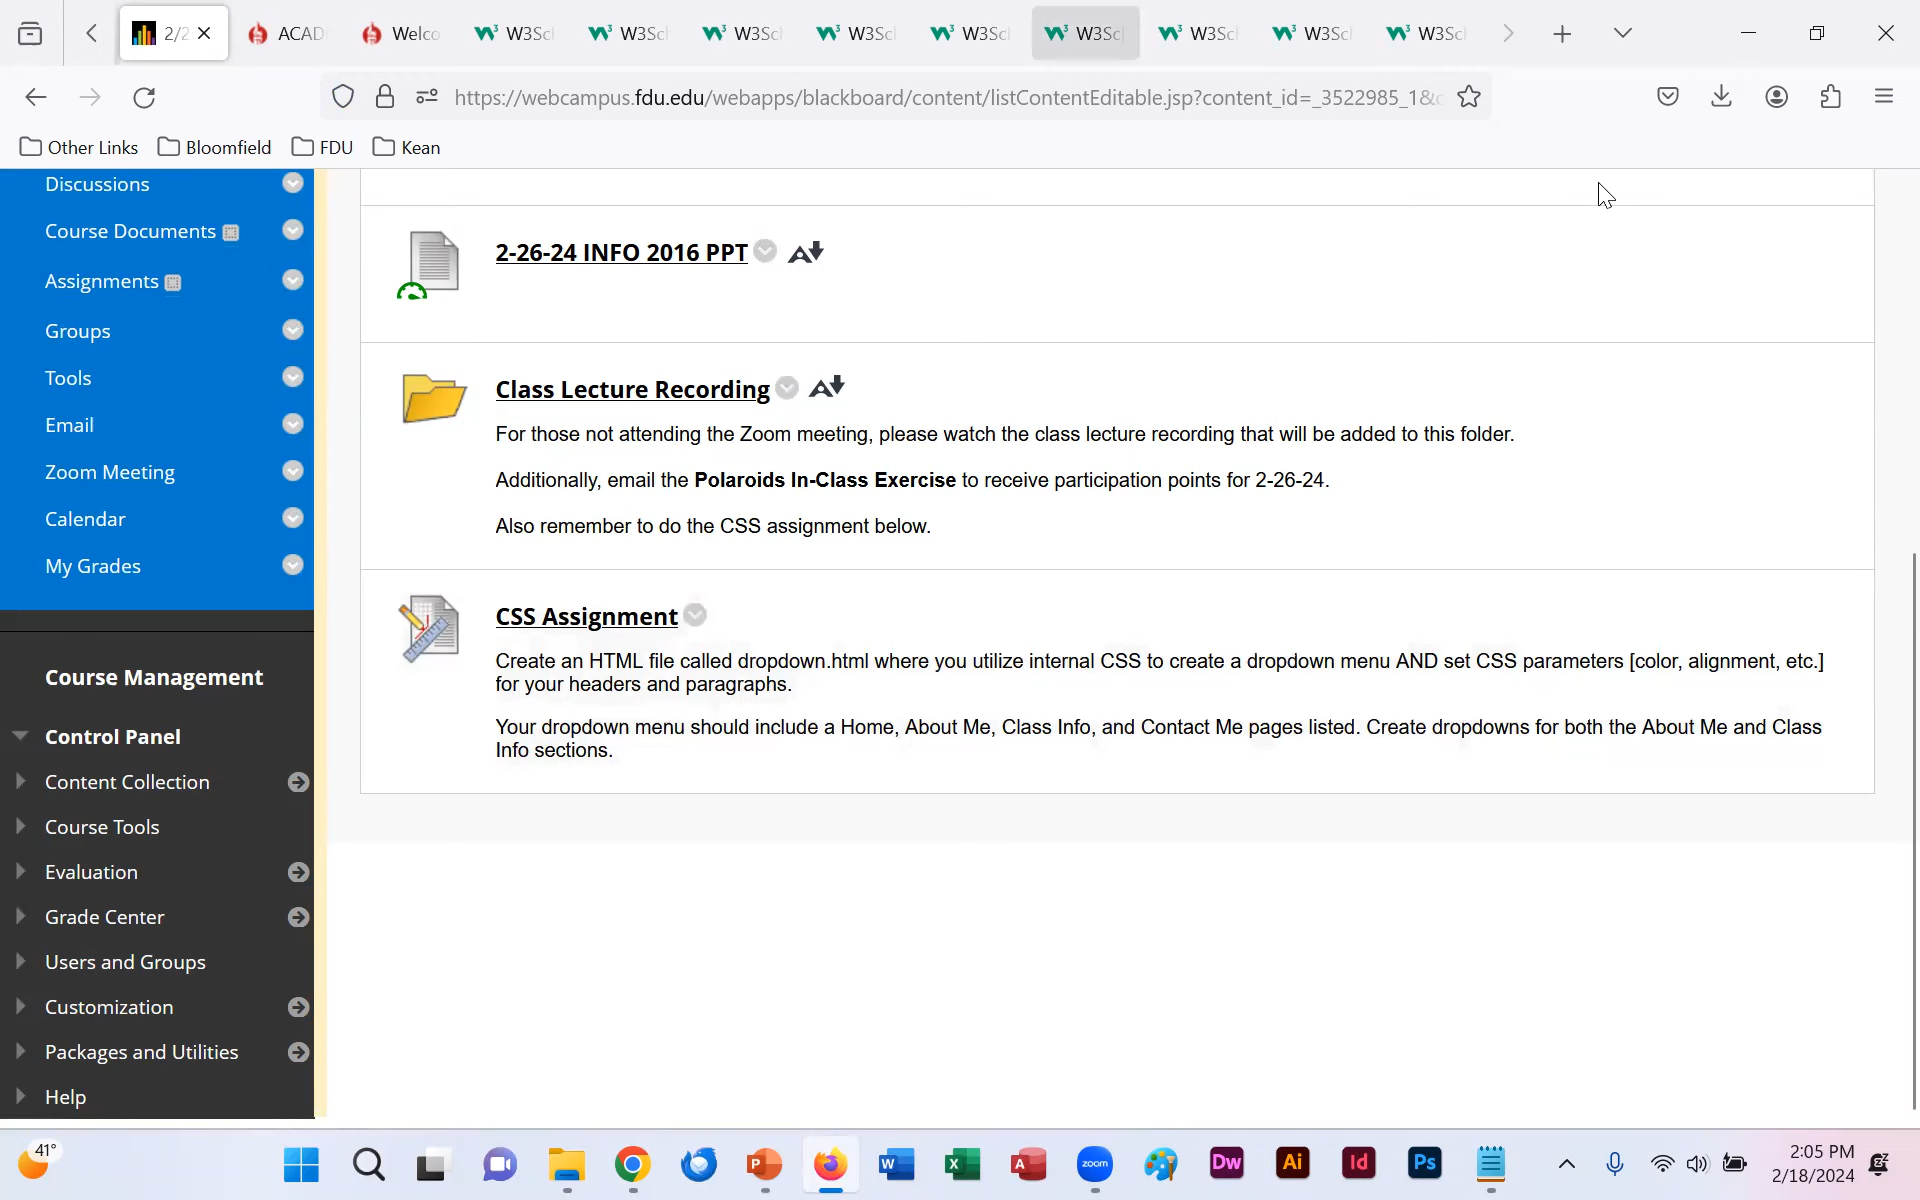 2/2
ACAD
Welco
W3Sc
W3Sc
W3Sc
W3Sc
W3Sc
W3Sc
W3Sc
W3Sc
W3Sc
https://webcampus.fdu.edu/webapps/blackboard/content/listContentEditable.jsp?content_id=_3522985_1&c
Other Links
Bloomfield
FDU
Kean
Discussions
Course Documents
Assignments
Groups
Tools
Email
Zoom Meeting
Calendar
My Grades
Course Management
Control Panel
Content Collection
Course Tools
Evaluation
Grade Center
Users and Groups
Customization
Packages and Utilities
Help
2-26-24 INFO 2016 PPT
Class Lecture Recording
For those not attending the Zoom meeting, please watch the class lecture recording that will be added to this folder.
Additionally, email the Polaroids In-Class Exercise to receive participation points for 2-26-24.
Also remember to do the CSS assignment below.
CSS Assignment
Create an HTML file called dropdown.html where you utilize internal CSS to create a dropdown menu AND set CSS parameters [color, alignment, etc.]
for your headers and paragraphs.
Your dropdown menu should include a Home, About Me, Class Info, and Contact Me pages listed. Create dropdowns for both the About Me and Class
Info sections.
41°
P
W
X
A
zoom
Dw
Ai
Id
Ps
2:05 PM
2/18/2024